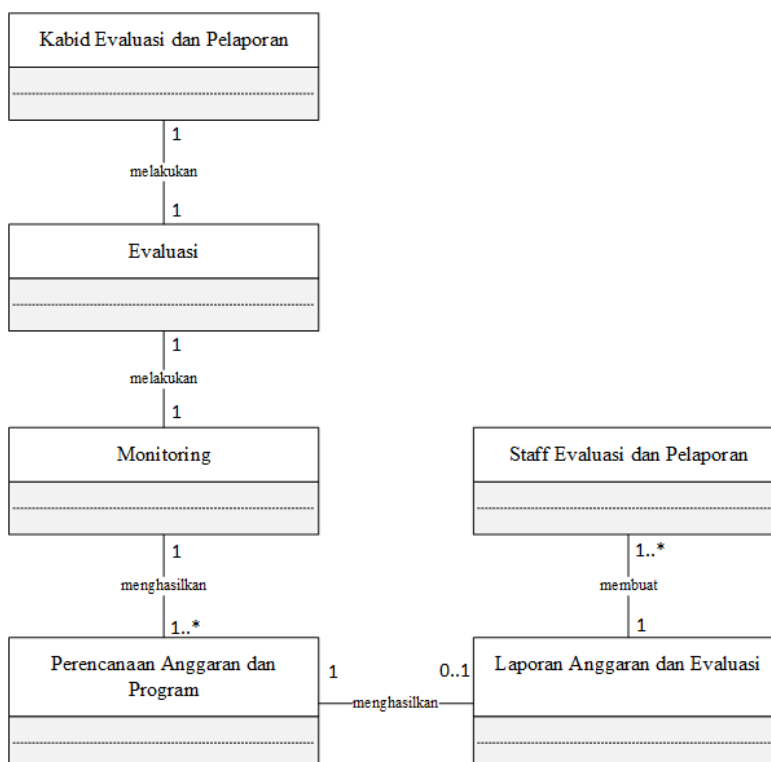 Kabid Evaluasi dan Pelaporan
1
melakukan
1
Evaluasi
1
melakukan
1
Monitoring
Staff Evaluasi dan Pelaporan
1
1..*
menghasilkan
membuat
1..*
1
Perencanaan Anggaran dan
Program
1
0..1
menghasilkan
Laporan Anggaran dan Evaluasi